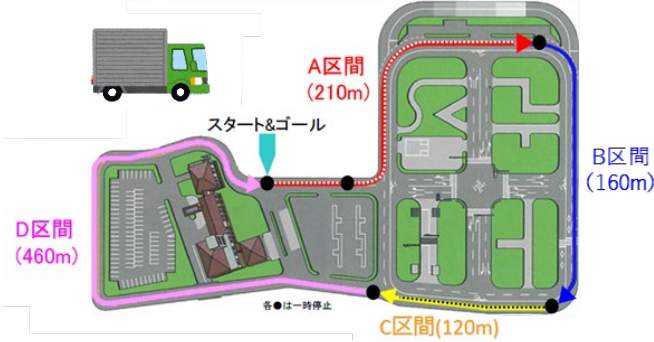 A区間
(210m)
スタート&ゴール
B区間
(160m)
D区間
(460m)
各●は一時停止
C区間(120m)